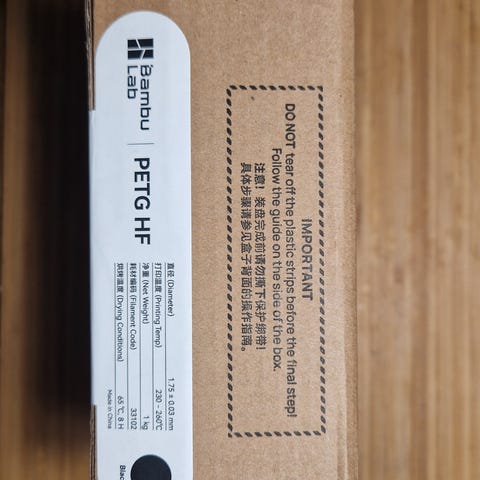 Bambu
Lab
PETG HF
直径 (Diameter) 1.75 ± 0.03 mm
打印温度 (Printing Temp) 230 - 260℃
净重 (Net Weight) 1 kg
耗材编码 (Filament Code) 33102
烘烤温度 (Drying Conditions) 65 ℃, 8 H
Made in China
IMPORTANT
DO NOT tear off the plastic strips before the final step!
Follow the guide on the side of the box.
注意！装盘完成前请勿撕下保护绑带！
具体步骤请参见盒子背面的操作指南。